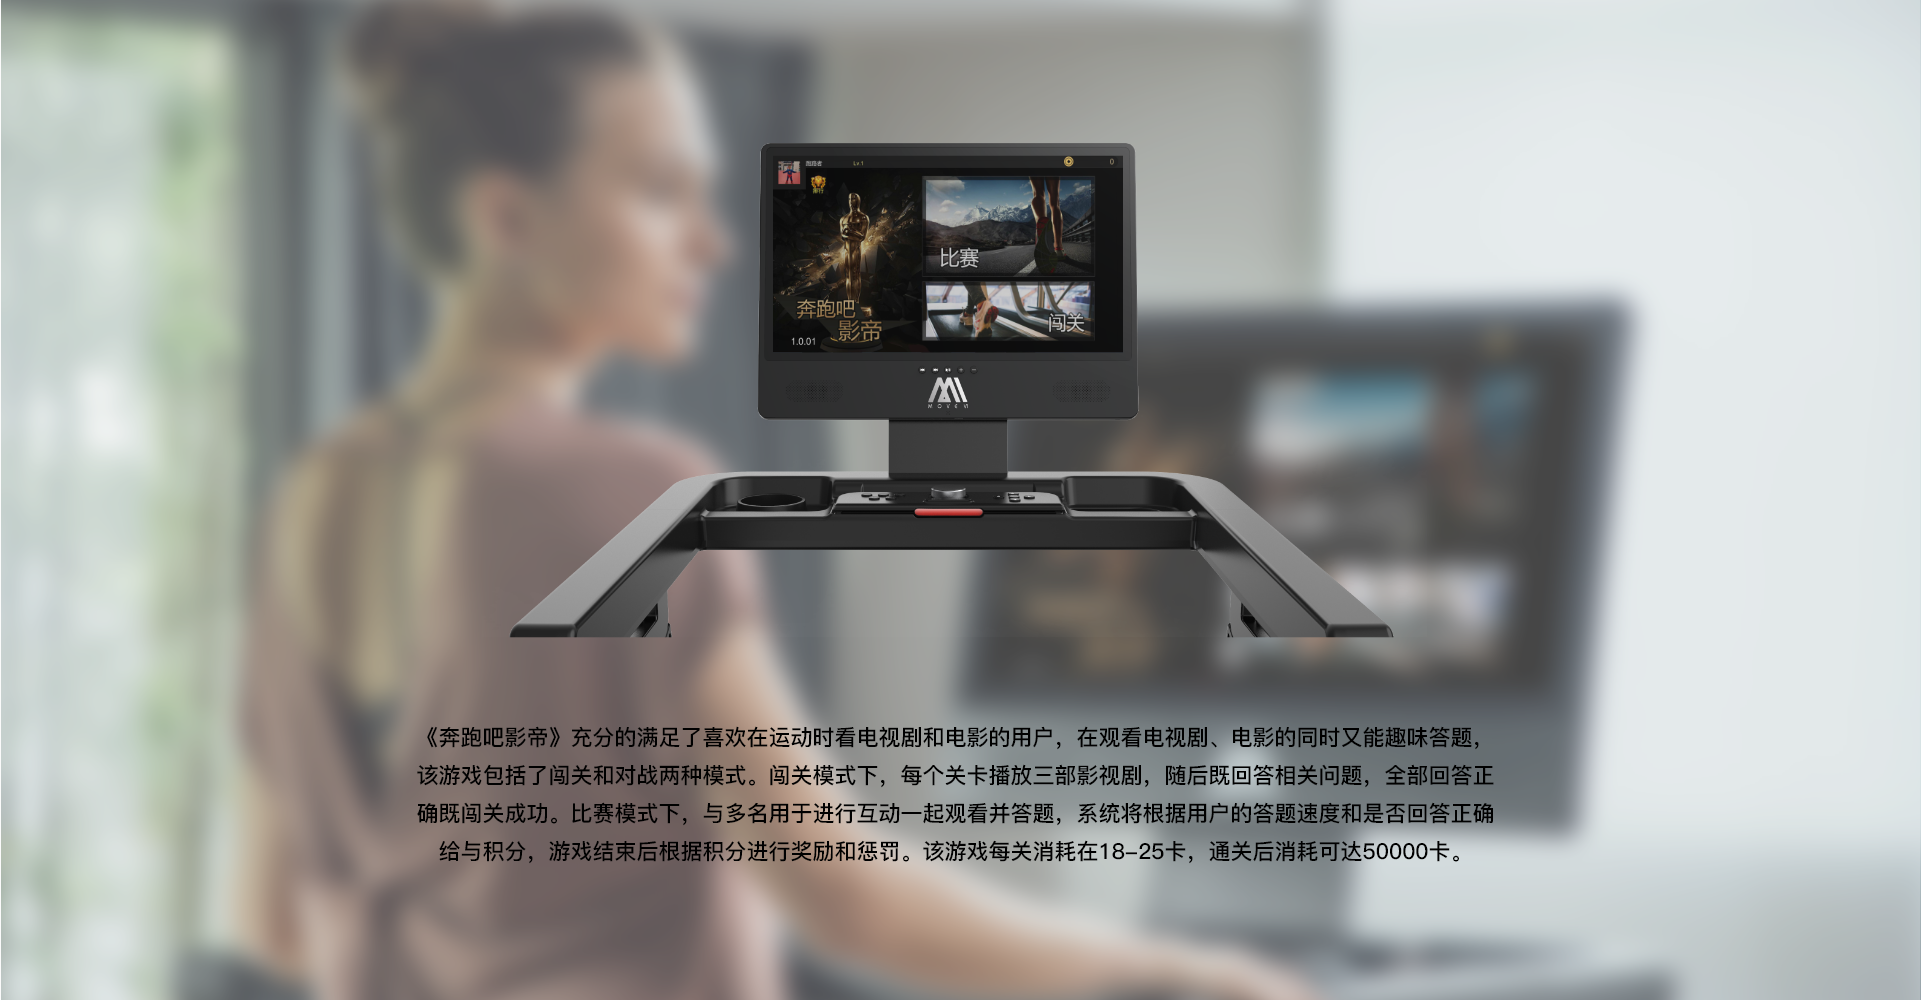 跑路者 Lv.1 0
排行
比赛
奔跑吧
影帝
闯关
1.0.01
MOVEN
《奔跑吧影帝》充分的满足了喜欢在运动时看电视剧和电影的用户，在观看电视剧、电影的同时又能趣味答题，
该游戏包括了闯关和对战两种模式。闯关模式下，每个关卡播放三部影视剧，随后既回答相关问题，全部回答正
确既闯关成功。比赛模式下，与多名用于进行互动一起观看并答题，系统将根据用户的答题速度和是否回答正确
给与积分，游戏结束后根据积分进行奖励和惩罚。该游戏每关消耗在18-25卡，通关后消耗可达50000卡。